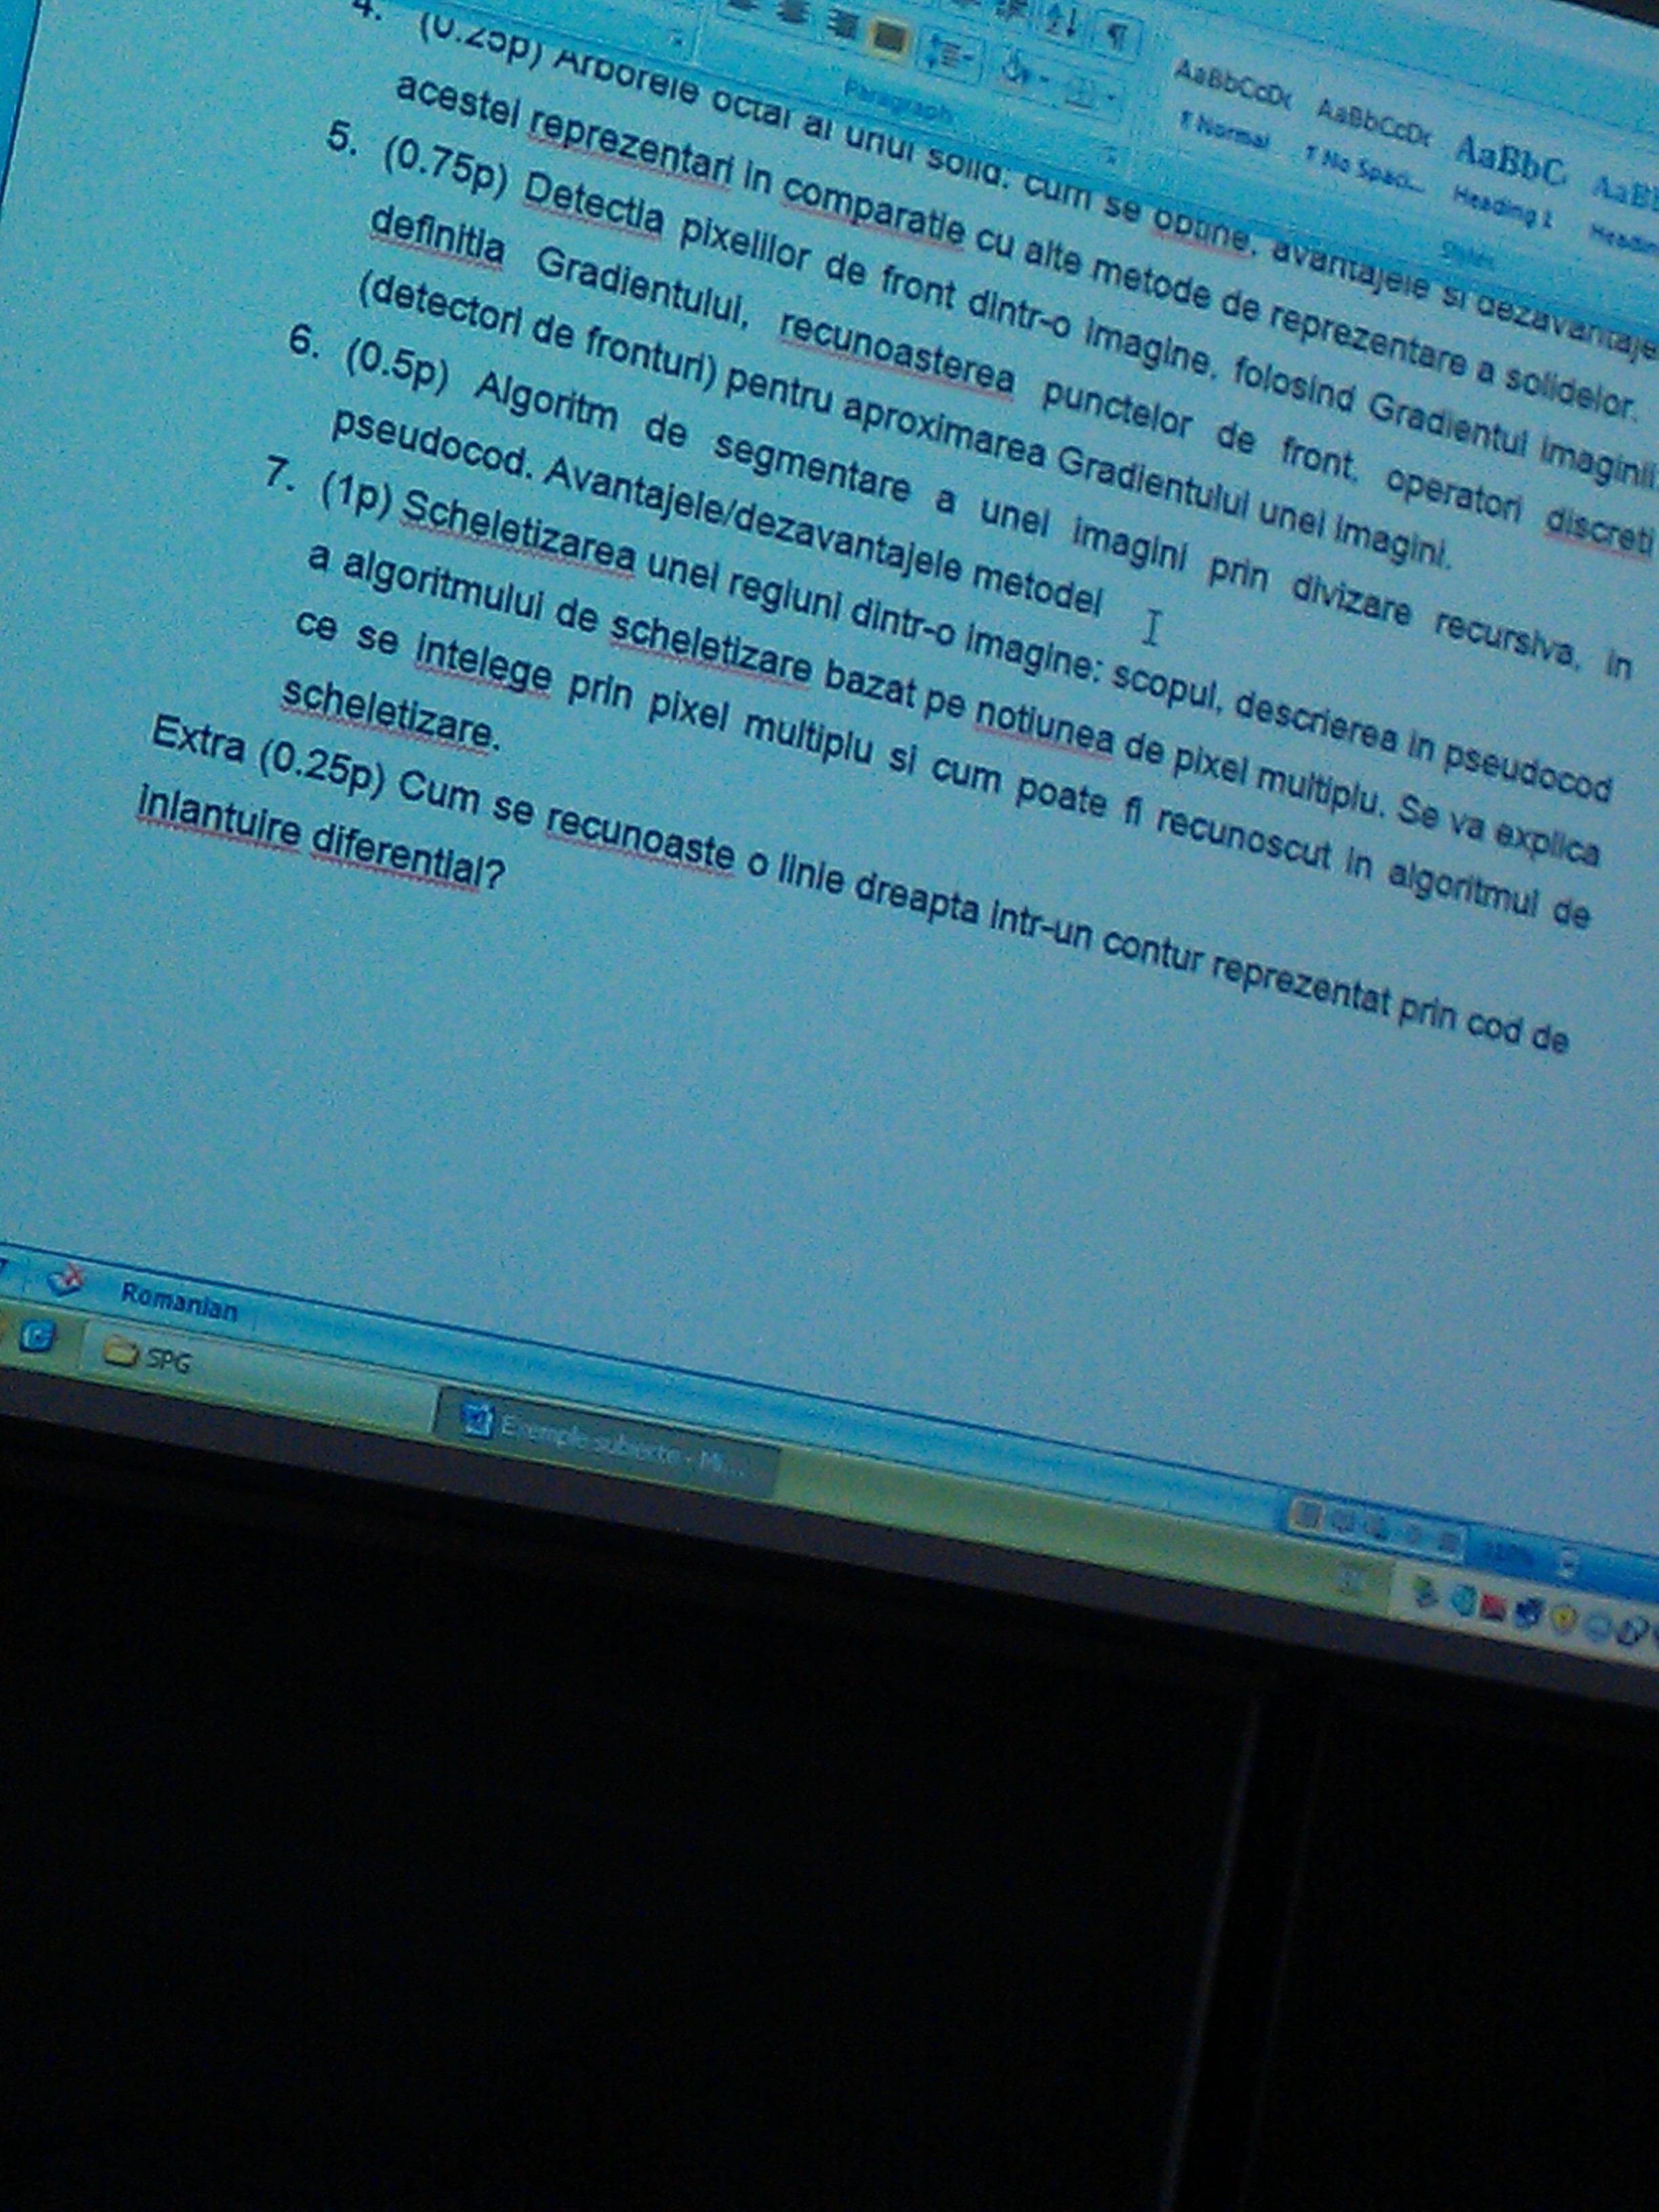 Paragraph
AaBbCcDc AaBbCcDc AaBbC AaBb
¶ Normal ¶ No Spaci... Heading 1 Headin
Styles
4. (0.25p) Arborele octal al unui solid: cum se obtine, avantajele si dezavantaje
acestei reprezentari in comparatie cu alte metode de reprezentare a solidelor.
5. (0.75p) Detectia pixelilor de front dintr-o imagine, folosind Gradientul imaginii:
definitia Gradientului, recunoasterea punctelor de front, operatori discreti
(detectori de fronturi) pentru aproximarea Gradientului unei imagini.
6. (0.5p) Algoritm de segmentare a unei imagini prin divizare recursiva, in
pseudocod. Avantajele/dezavantajele metodei
7. (1p) Scheletizarea unei regiuni dintr-o imagine: scopul, descrierea in pseudocod
a algoritmului de scheletizare bazat pe notiunea de pixel multiplu. Se va explica
ce se intelege prin pixel multiplu si cum poate fi recunoscut in algoritmul de
scheletizare.
Extra (0.25p) Cum se recunoaste o linie dreapta intr-un contur reprezentat prin cod de
inlantuire diferential?
Romanian
110%
SPG
Exemple subiecte - Mi...